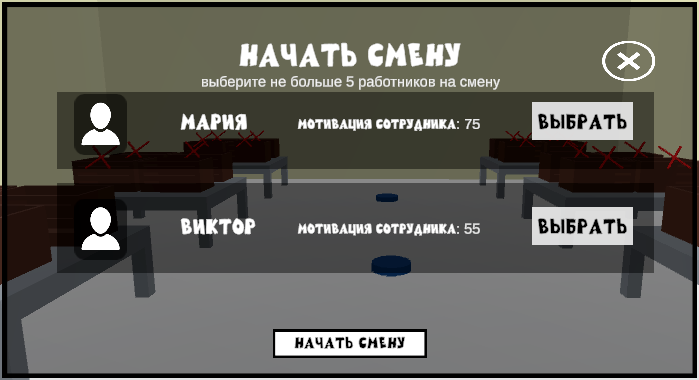 НАЧАТЬ СМЕНУ
выберите не больше 5 работников на смену
МАРИЯ МОТИВАЦИЯ СОТРУДНИКА: 75 ВЫБРАТЬ
ВИКТОР МОТИВАЦИЯ СОТРУДНИКА: 55 ВЫБРАТЬ
НАЧАТЬ СМЕНУ